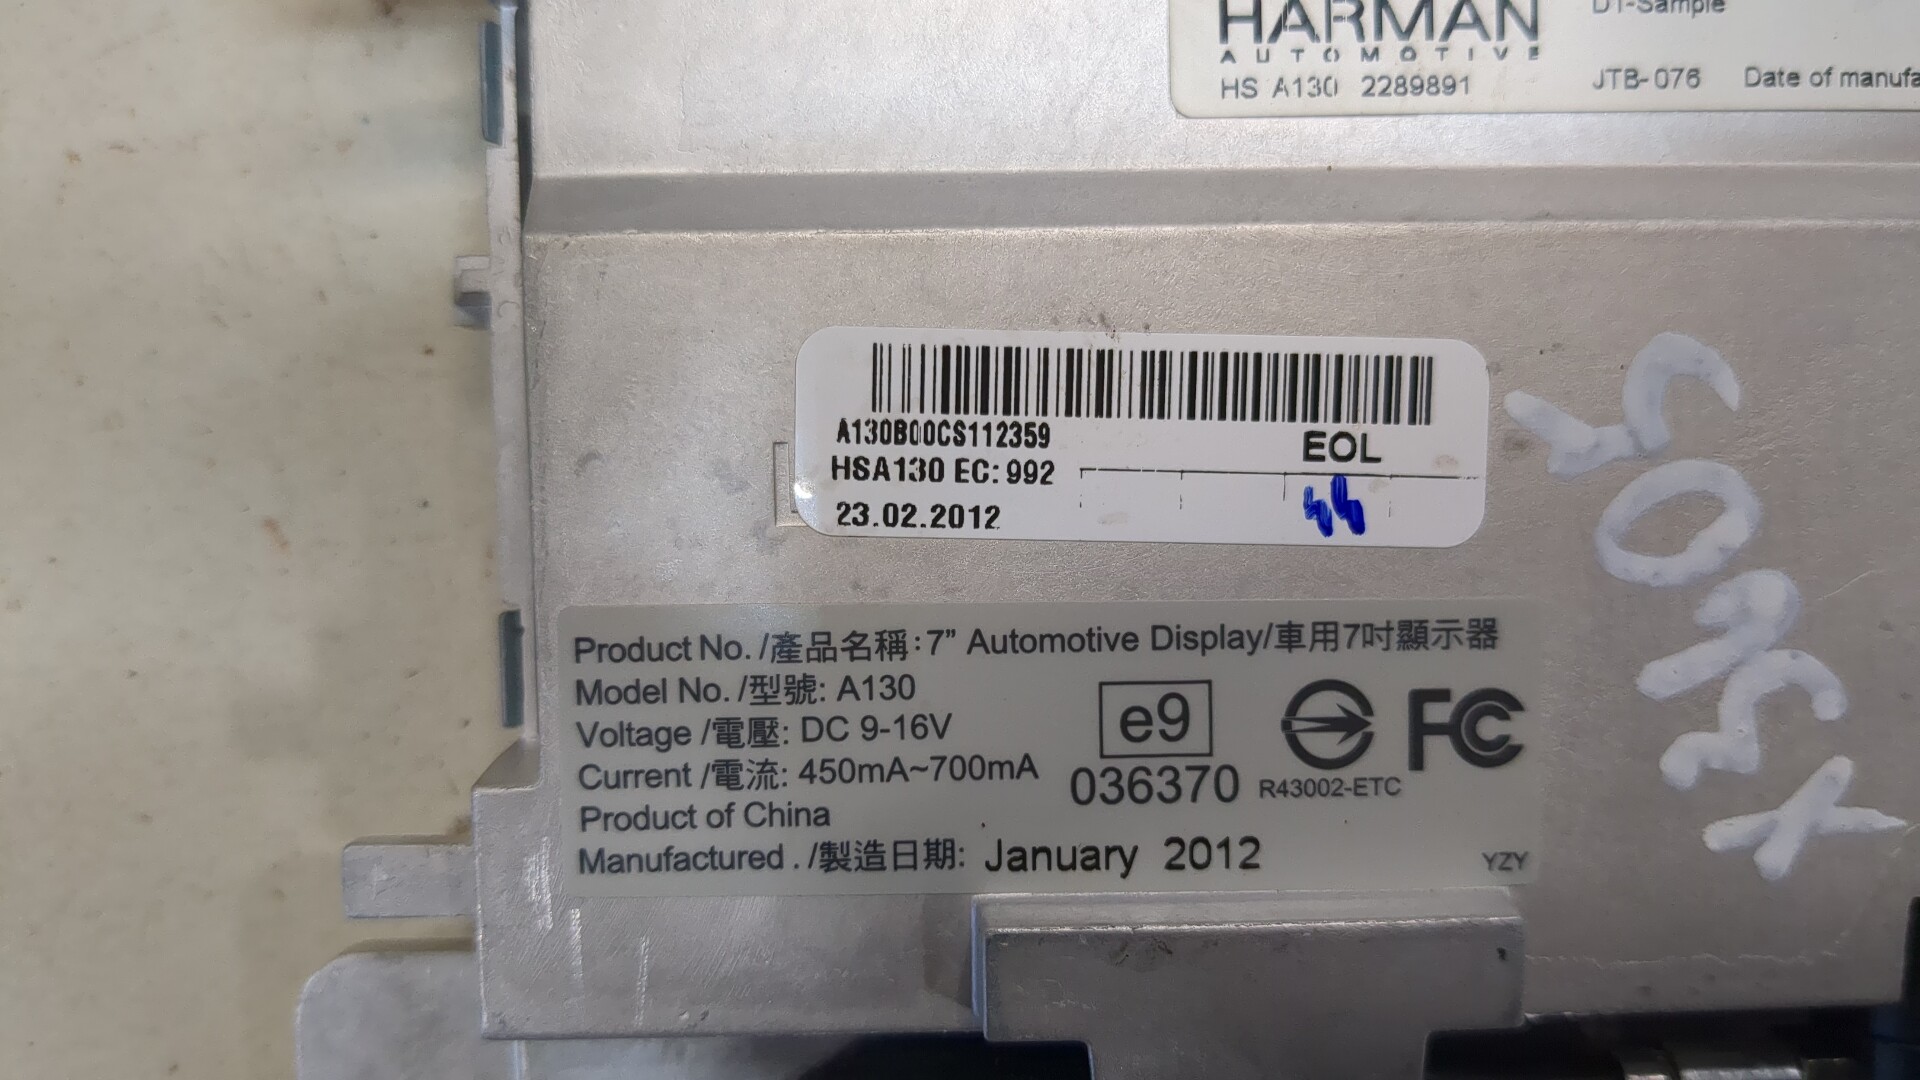 HARMAN
D1-Sample
AUTOMOTIVE
HS A130 2289891
JTB-076
Date of manufa
A130B00CS112359
EOL
HSA130 EC: 992
23.02.2012
Product No. /產品名稱: 7” Automotive Display/車用7吋顯示器
Model No. /型號: A130
Voltage /電壓: DC 9-16V
Current /電流: 450mA~700mA
Product of China
Manufactured . /製造日期: January 2012
e9
036370
FC
R43002-ETC
YZY